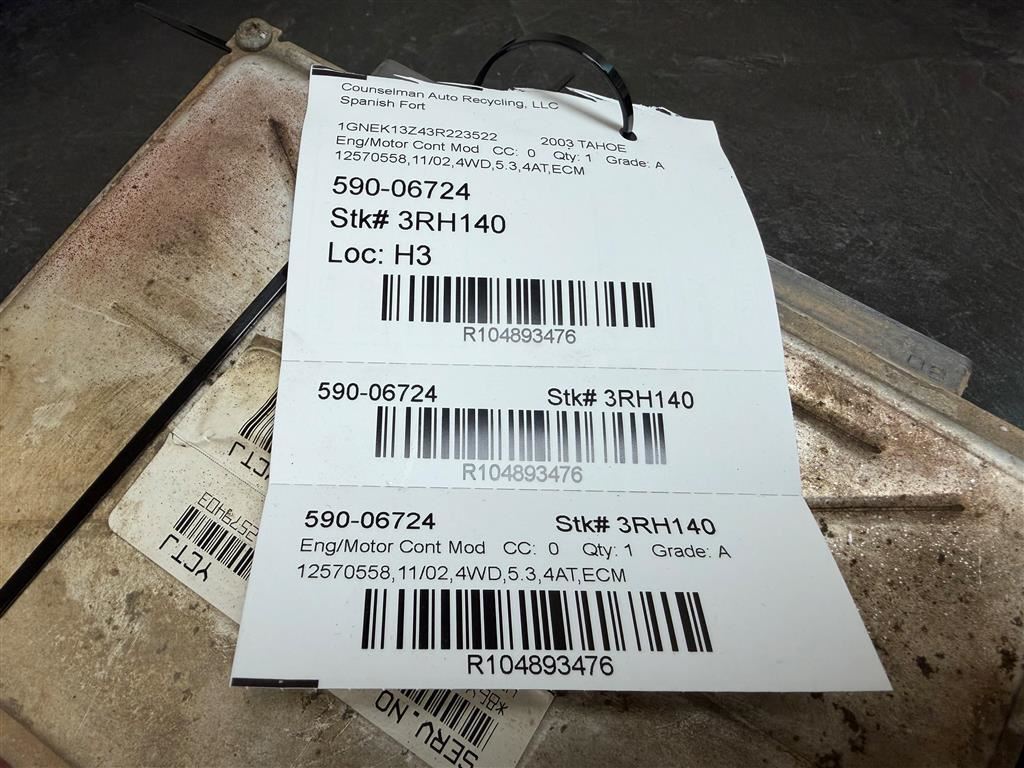 Counselman Auto Recycling, LLC
Spanish Fort
1GNEK13Z43R223522 2003 TAHOE
Eng/Motor Cont Mod CC: 0 Qty: 1 Grade: A
12570558,11/02,4WD,5.3,4AT,ECM
590-06724
Stk# 3RH140
Loc: H3
R104893476
590-06724 Stk# 3RH140
R104893476
590-06724 Stk# 3RH140
Eng/Motor Cont Mod CC: 0 Qty: 1 Grade: A
12570558,11/02,4WD,5.3,4AT,ECM
R104893476
YCTJ
SERV.NO